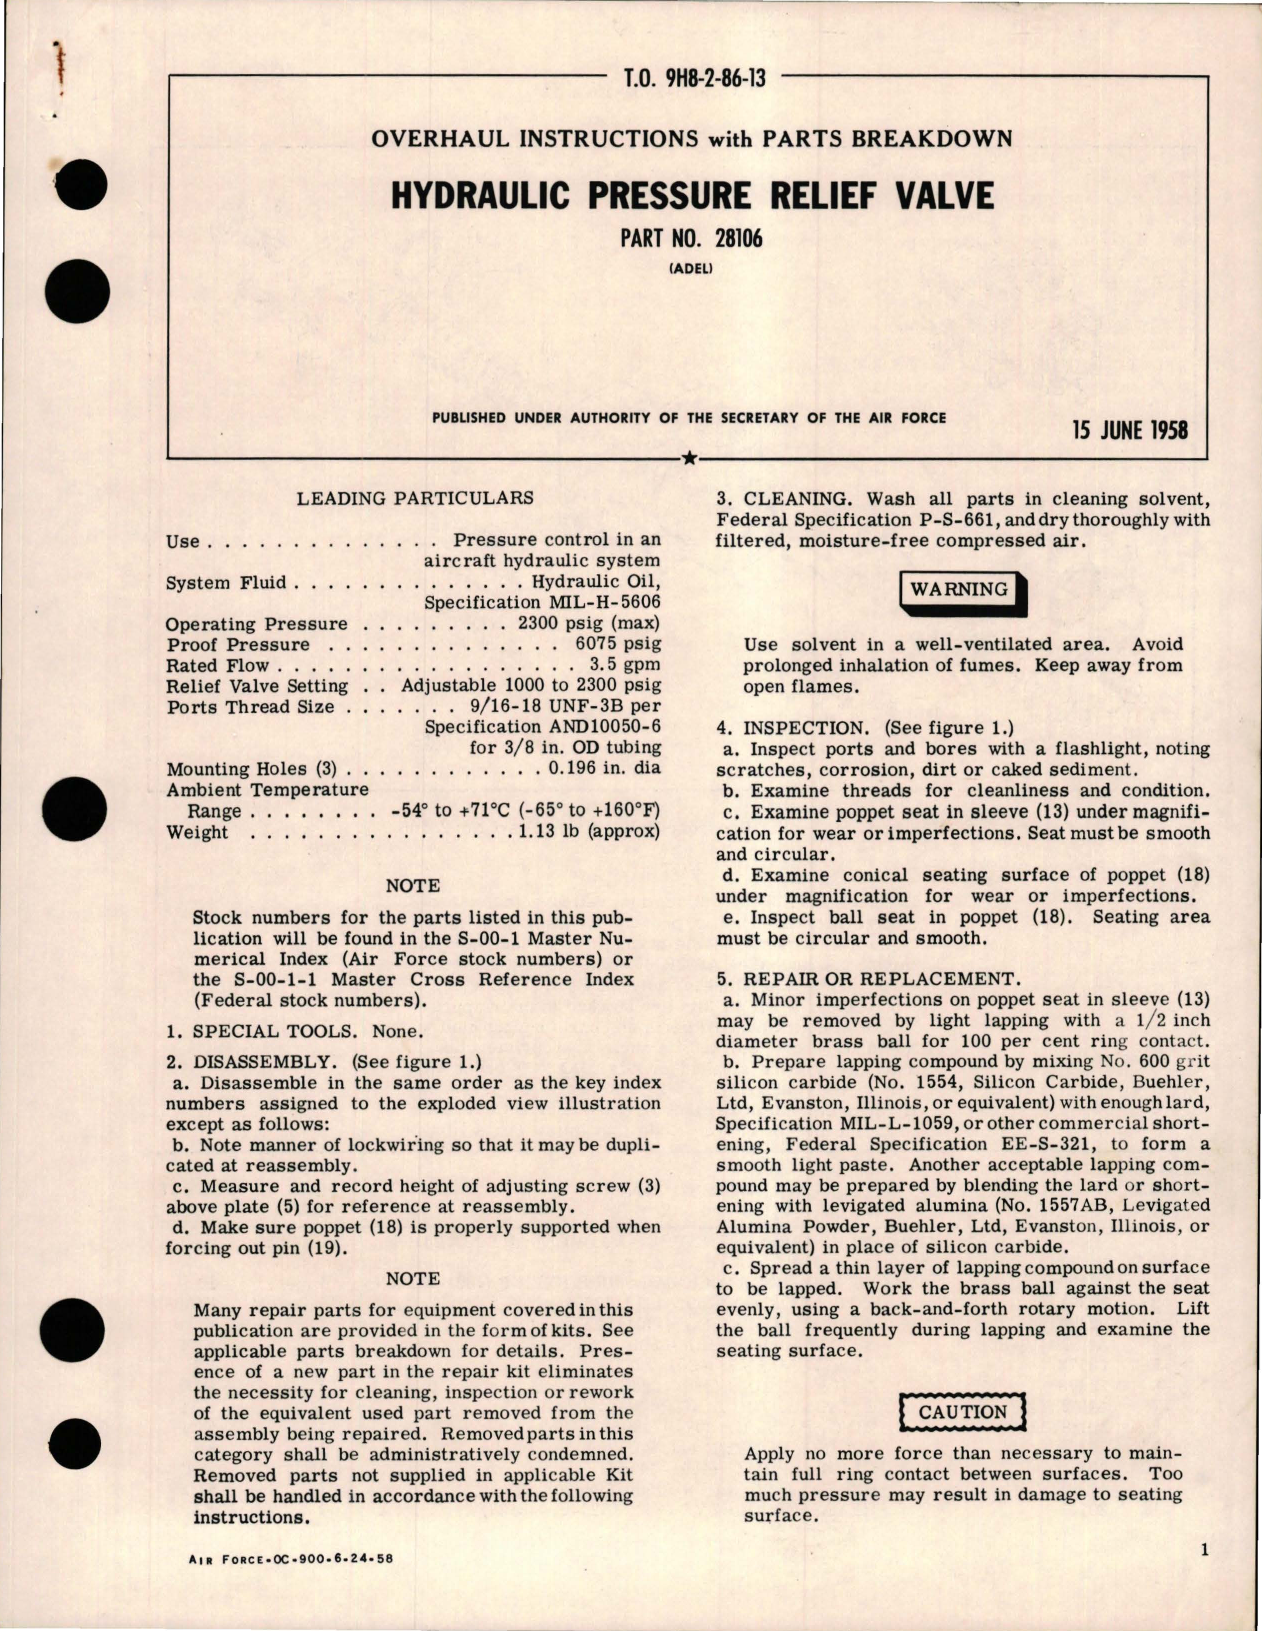 T.O. 9H8-2-86-13
OVERHAUL INSTRUCTIONS with PARTS BREAKDOWN
HYDRAULIC PRESSURE RELIEF VALVE
PART NO. 28106
(ADEL)
PUBLISHED UNDER AUTHORITY OF THE SECRETARY OF THE AIR FORCE
15 JUNE 1958
LEADING PARTICULARS
Use . . . . . . . . . . . . . . Pressure control in an
aircraft hydraulic system
System Fluid . . . . . . . . . . . . . . Hydraulic Oil,
Specification MIL-H-5606
Operating Pressure . . . . . . . . . 2300 psig (max)
Proof Pressure . . . . . . . . . . . . . . 6075 psig
Rated Flow . . . . . . . . . . . . . . . . . . 3.5 gpm
Relief Valve Setting . . Adjustable 1000 to 2300 psig
Ports Thread Size . . . . . . . 9/16-18 UNF-3B per
Specification AND10050-6
for 3/8 in. OD tubing
Mounting Holes (3) . . . . . . . . . . . . 0.196 in. dia
Ambient Temperature
Range . . . . . . . . -54° to +71°C (-65° to +160°F)
Weight . . . . . . . . . . . . . . . . 1.13 lb (approx)
NOTE
Stock numbers for the parts listed in this pub-
lication will be found in the S-00-1 Master Nu-
merical Index (Air Force stock numbers) or
the S-00-1-1 Master Cross Reference Index
(Federal stock numbers).
1. SPECIAL TOOLS. None.
2. DISASSEMBLY. (See figure 1.)
a. Disassemble in the same order as the key index
numbers assigned to the exploded view illustration
except as follows:
b. Note manner of lockwiring so that it may be dupli-
cated at reassembly.
c. Measure and record height of adjusting screw (3)
above plate (5) for reference at reassembly.
d. Make sure poppet (18) is properly supported when
forcing out pin (19).
NOTE
Many repair parts for equipment covered in this
publication are provided in the form of kits. See
applicable parts breakdown for details. Pres-
ence of a new part in the repair kit eliminates
the necessity for cleaning, inspection or rework
of the equivalent used part removed from the
assembly being repaired. Removed parts in this
category shall be administratively condemned.
Removed parts not supplied in applicable Kit
shall be handled in accordance with the following
instructions.
3. CLEANING. Wash all parts in cleaning solvent,
Federal Specification P-S-661, and dry thoroughly with
filtered, moisture-free compressed air.
WARNING
Use solvent in a well-ventilated area. Avoid
prolonged inhalation of fumes. Keep away from
open flames.
4. INSPECTION. (See figure 1.)
a. Inspect ports and bores with a flashlight, noting
scratches, corrosion, dirt or caked sediment.
b. Examine threads for cleanliness and condition.
c. Examine poppet seat in sleeve (13) under magnifi-
cation for wear or imperfections. Seat must be smooth
and circular.
d. Examine conical seating surface of poppet (18)
under magnification for wear or imperfections.
e. Inspect ball seat in poppet (18). Seating area
must be circular and smooth.
5. REPAIR OR REPLACEMENT.
a. Minor imperfections on poppet seat in sleeve (13)
may be removed by light lapping with a 1/2 inch
diameter brass ball for 100 per cent ring contact.
b. Prepare lapping compound by mixing No. 600 grit
silicon carbide (No. 1554, Silicon Carbide, Buehler,
Ltd, Evanston, Illinois, or equivalent) with enough lard,
Specification MIL-L-1059, or other commercial short-
ening, Federal Specification EE-S-321, to form a
smooth light paste. Another acceptable lapping com-
pound may be prepared by blending the lard or short-
ening with levigated alumina (No. 1557AB, Levigated
Alumina Powder, Buehler, Ltd, Evanston, Illinois, or
equivalent) in place of silicon carbide.
c. Spread a thin layer of lapping compound on surface
to be lapped. Work the brass ball against the seat
evenly, using a back-and-forth rotary motion. Lift
the ball frequently during lapping and examine the
seating surface.
CAUTION
Apply no more force than necessary to main-
tain full ring contact between surfaces. Too
much pressure may result in damage to seating
surface.
AIR FORCE-OC-900-6-24-58
1